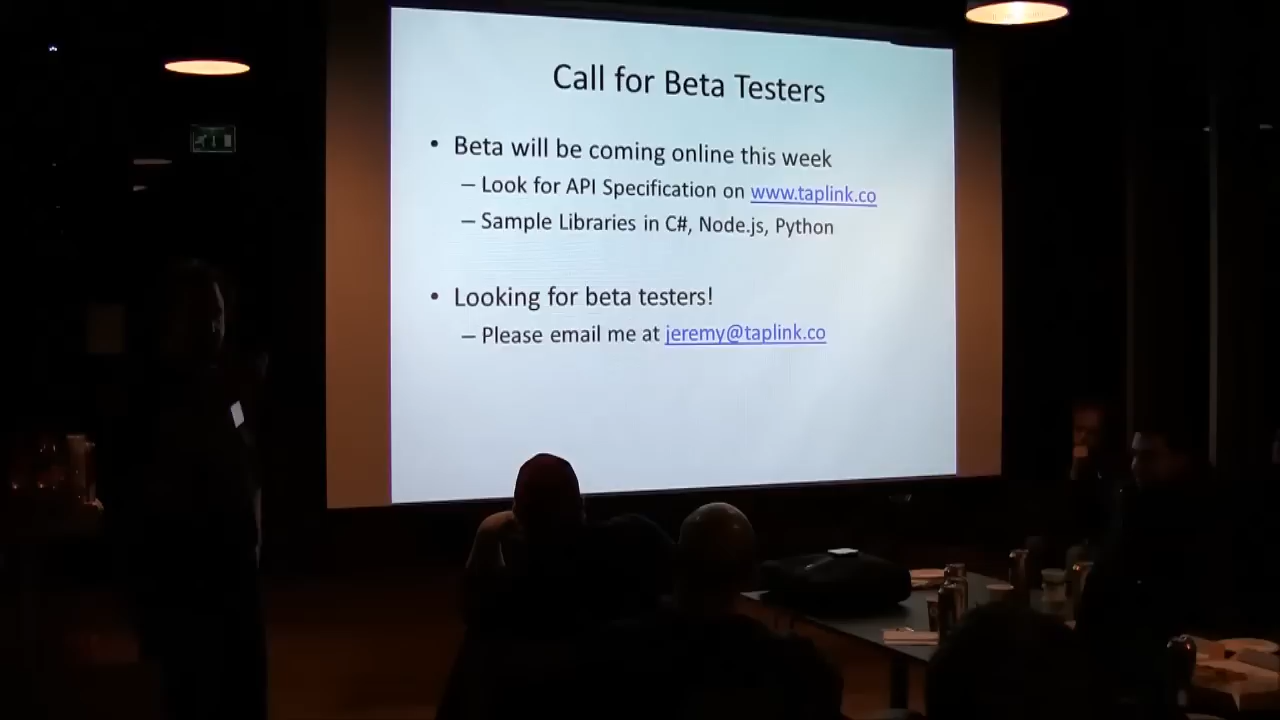 Call for Beta Testers
• Beta will be coming online this week
– Look for API Specification on www.taplink.co
– Sample Libraries in C#, Node.js, Python
• Looking for beta testers!
– Please email me at jeremy@taplink.co